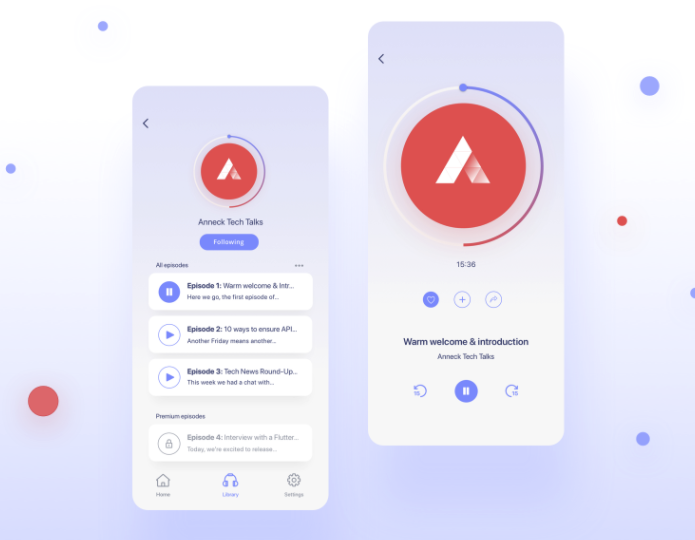 Anneck Tech Talks
Following
All episodes
Episode 1: Warm welcome & Intr...
Here we go, the first episode of...
Episode 2: 10 ways to ensure API...
Another Friday means another...
Episode 3: Tech News Round-Up...
This week we had a chat with...
Premium episodes
Episode 4: Interview with a Flutter...
Today, we're excited to release...
Home
Library
Settings
15:36
Warm welcome & introduction
Anneck Tech Talks
15
15